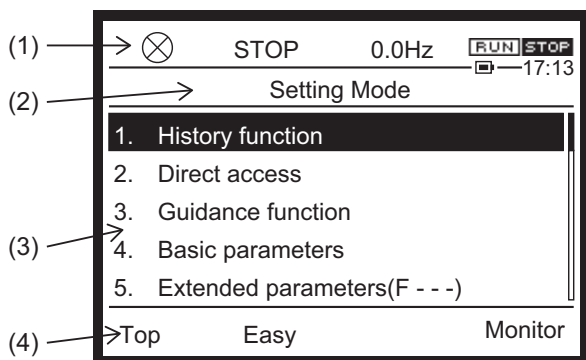 (1) STOP 0.0Hz RUN STOP
17:13
(2) Setting Mode
1. History function
2. Direct access
3. Guidance function
(3)
4. Basic parameters
5. Extended parameters(F - - -)
(4) Top Easy Monitor